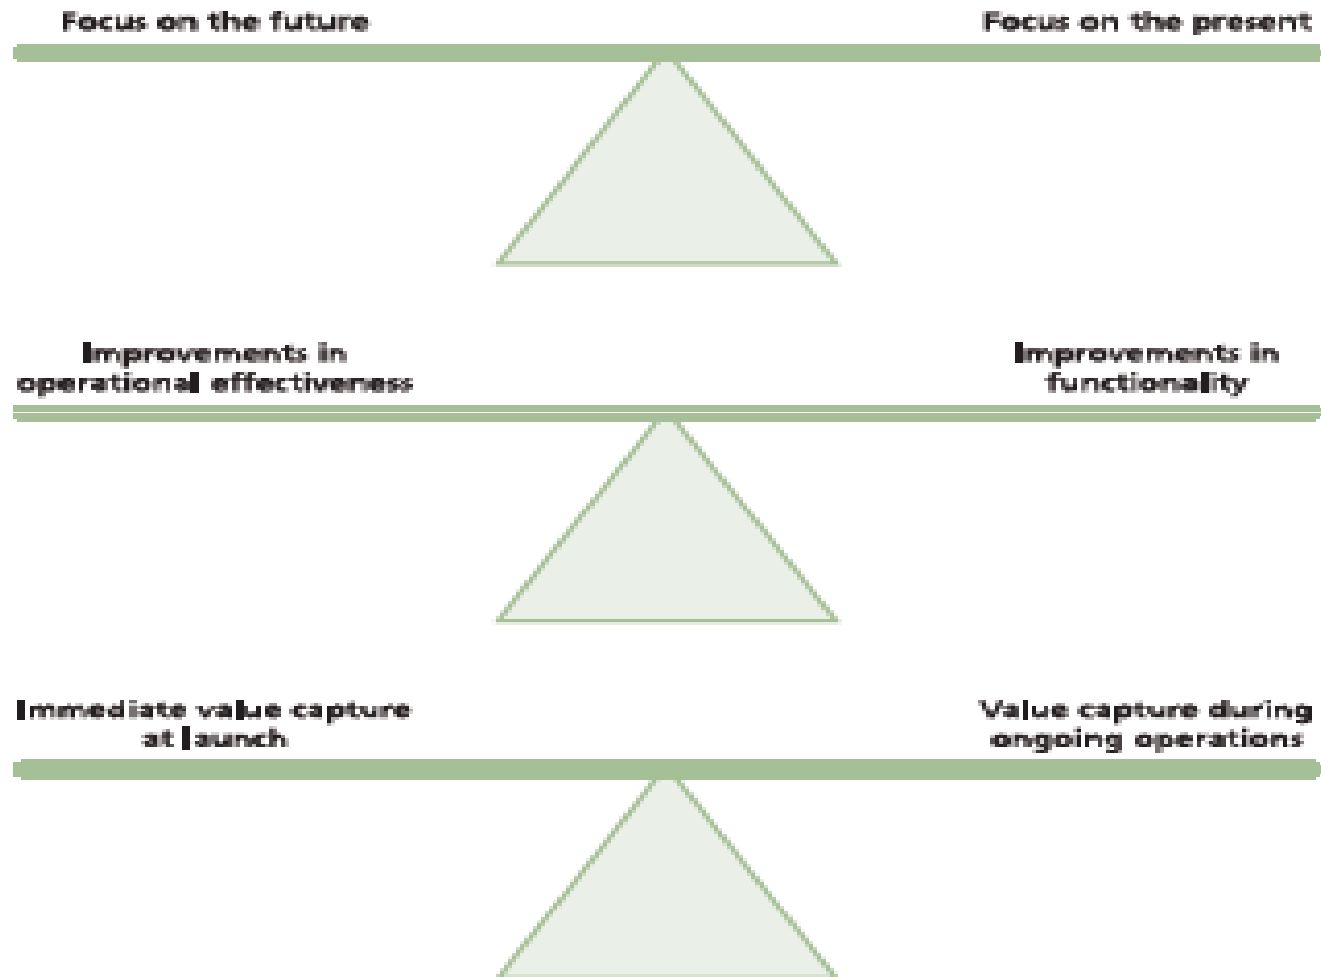 Focus on the future
Focus on the present
Improvements in
operational effectiveness
Improvements in
functionality
Immediate value capture
at launch
Value capture during
ongoing operations